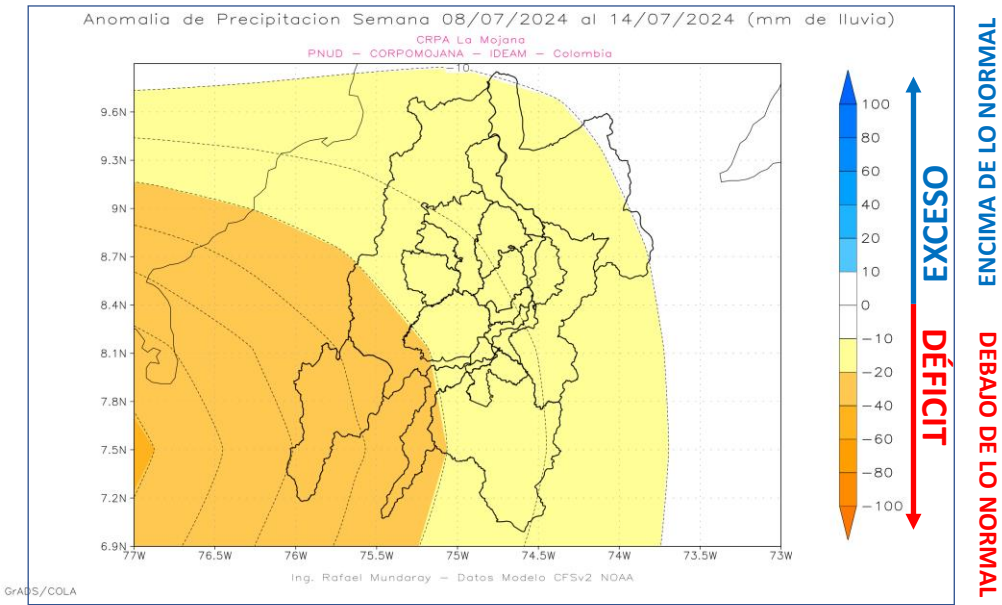 Anomalia de Precipitacion Semana 08/07/2024 al 14/07/2024 (mm de lluvia)
CRPA La Mojana
PNUD – CORPOMOJANA – IDEAM – Colombia
-10
9.6N
9.3N
9N
8.7N
8.4N
8.1N
7.8N
7.5N
7.2N
6.9N
77W
76.5W
76W
75.5W
75W
74.5W
74W
73.5W
73W
100
80
60
40
20
10
0
-10
-20
-40
-60
-80
-100
EXCESO
DÉFICIT
ENCIMA DE LO NORMAL
DEBAJO DE LO NORMAL
Ing. Rafael Mundaray – Datos Modelo CFSv2 NOAA
GrADS/COLA